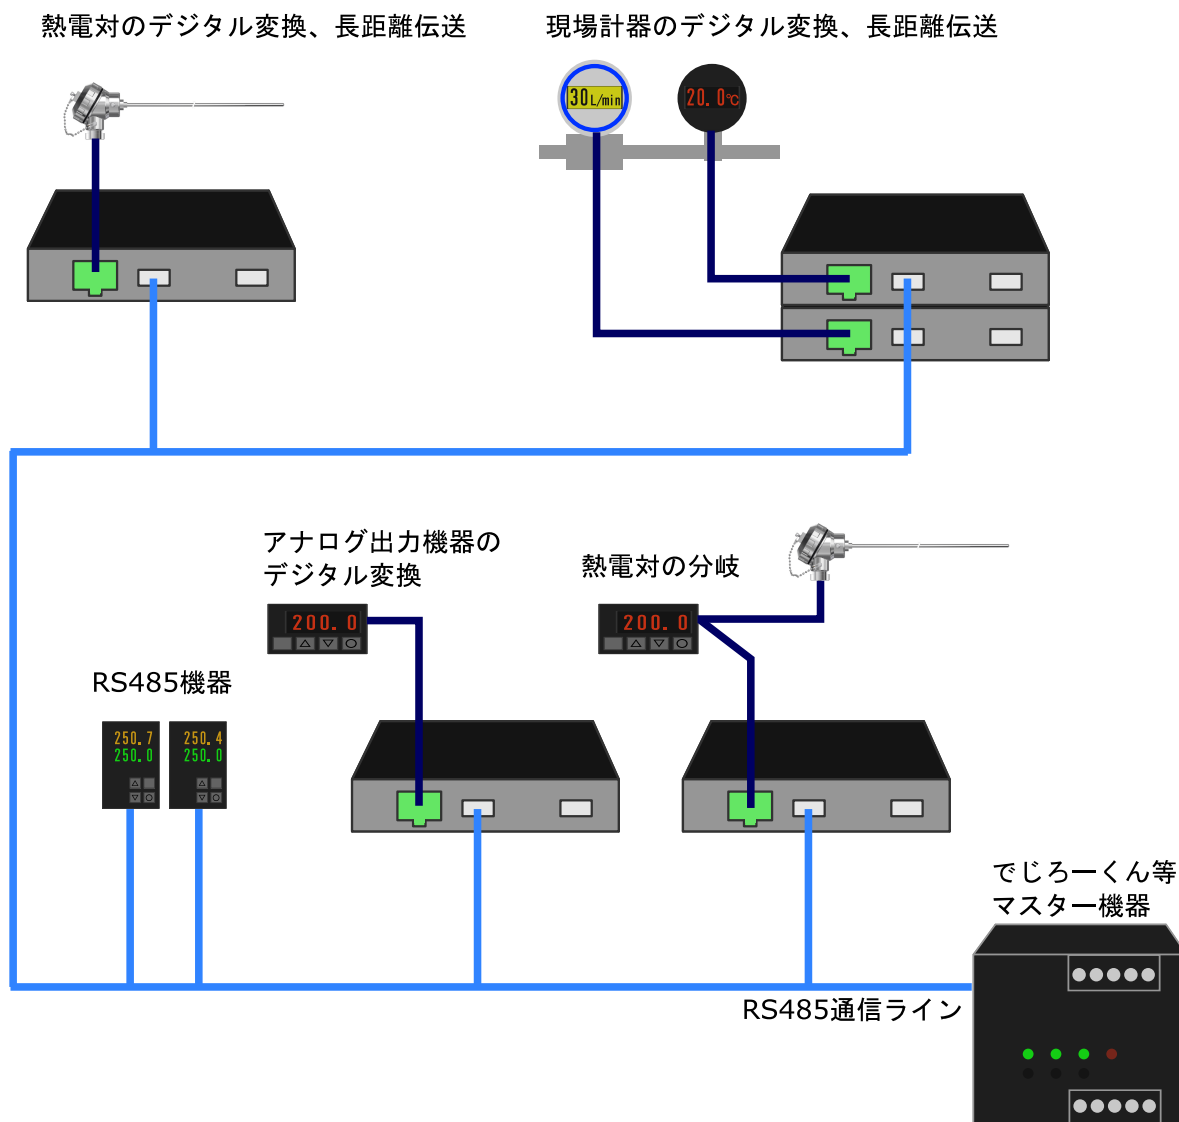 熱電対のデジタル変換、長距離伝送
現場計器のデジタル変換、長距離伝送
30L/min
20.0℃
アナログ出力機器の
デジタル変換
熱電対の分岐
200.0
200.0
RS485機器
250.7
250.0
250.4
250.0
でじろーくん等
マスター機器
RS485通信ライン